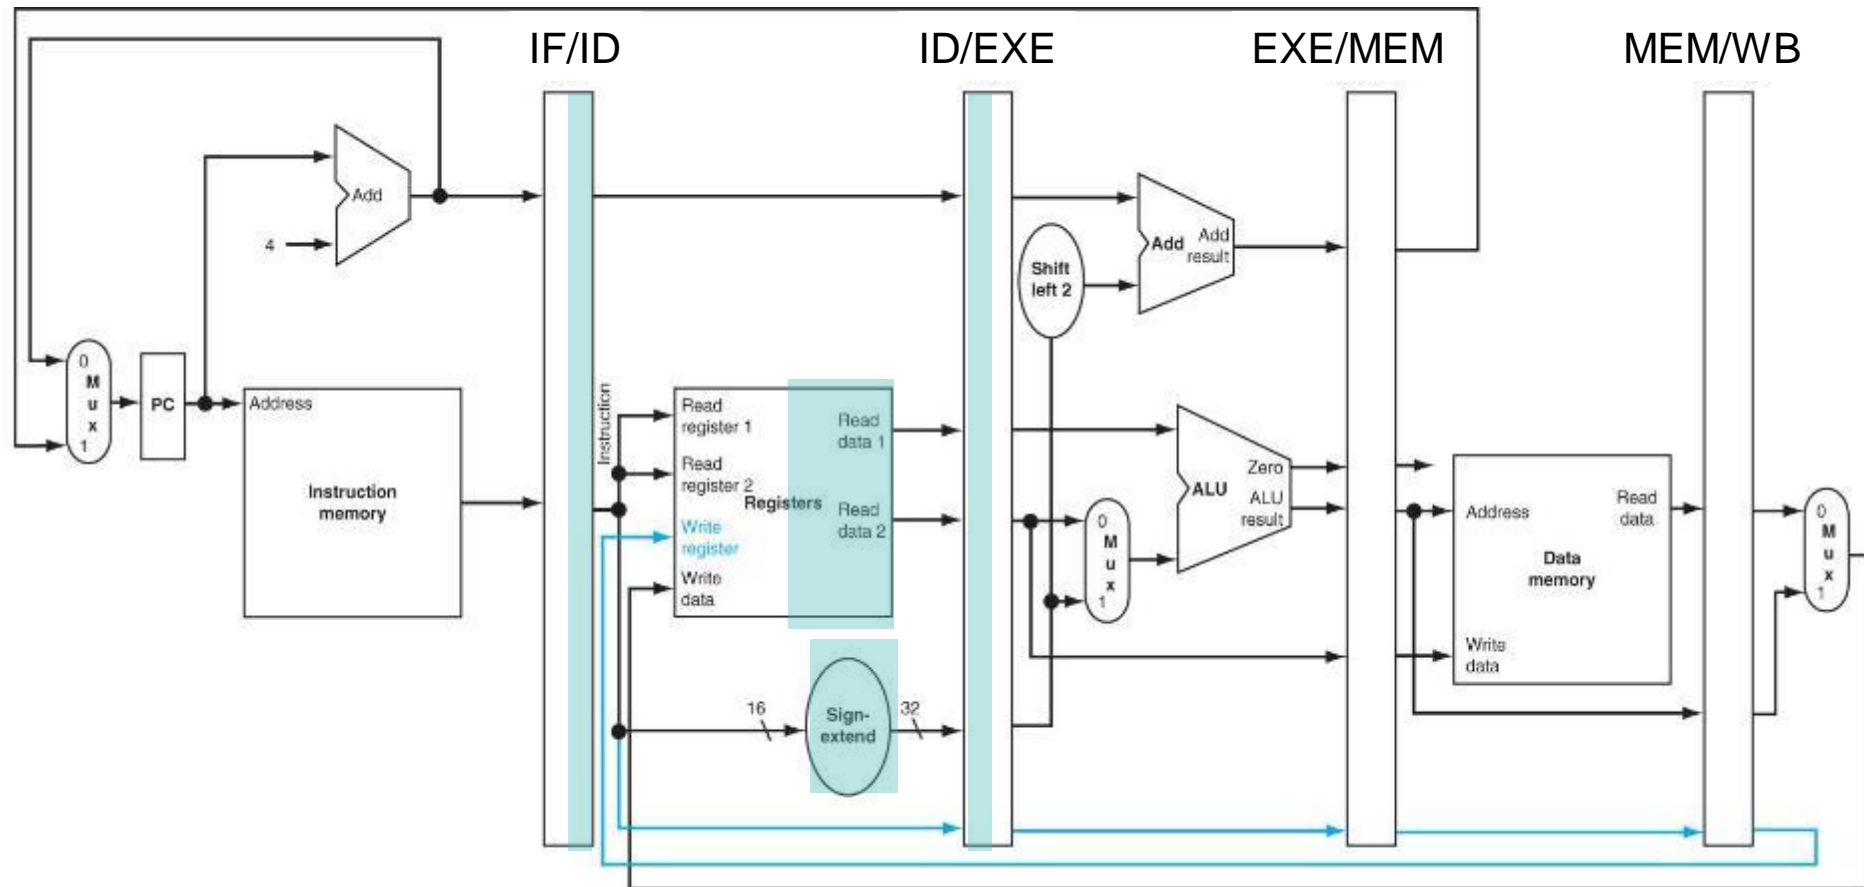 IF/ID
ID/EXE
EXE/MEM
MEM/WB
Add
4
Add
Add
result
Shift
left 2
0
M
u
x
1
PC
Address
Instruction
memory
Instruction
Read
register 1
Read
register 2
Registers
Write
register
Write
data
Read
data 1
Read
data 2
16
Sign-
extend
32
0
M
u
x
1
ALU
Zero
ALU
result
Address
Read
data
Data
memory
Write
data
0
M
u
x
1